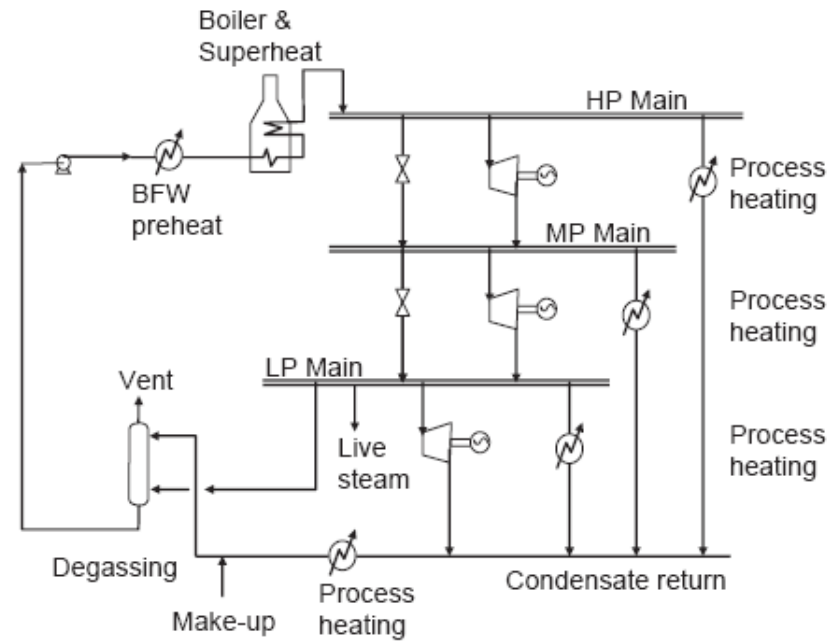 Boiler &
Superheat
HP Main
BFW
preheat
Process
heating
MP Main
Process
heating
LP Main
Vent
Live
steam
Process
heating
Degassing
Make-up
Process
heating
Condensate return